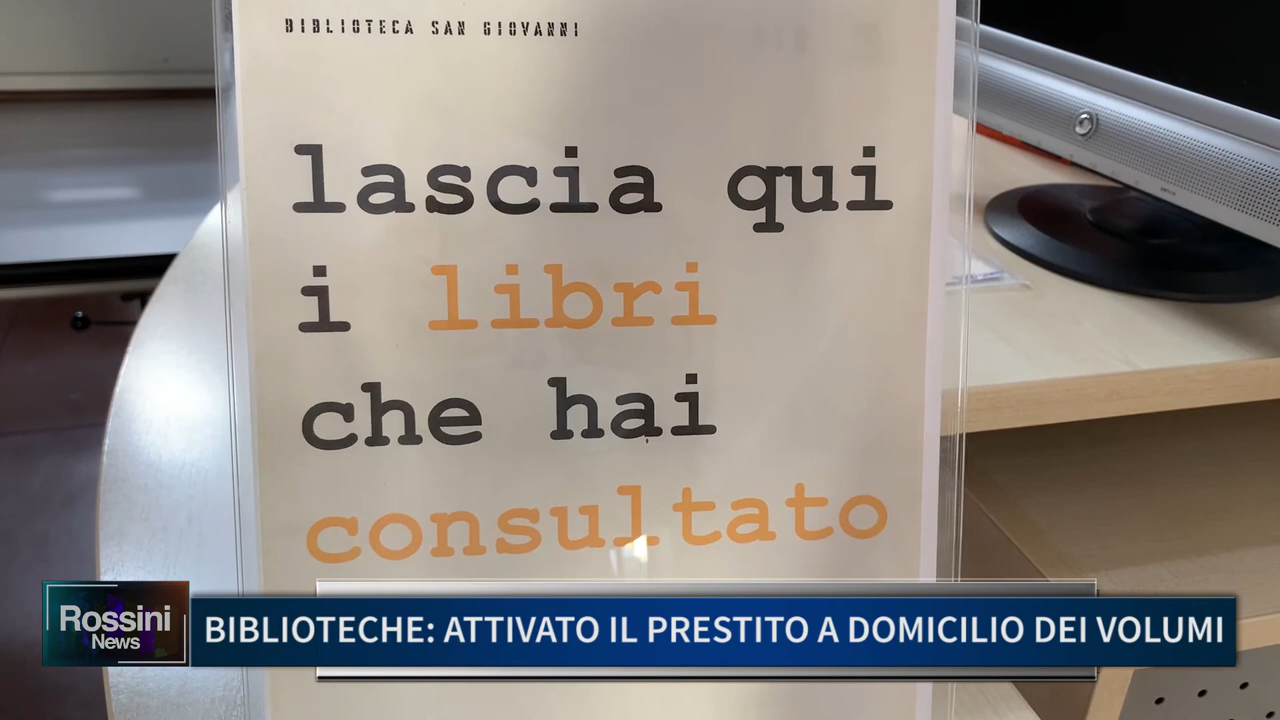 BIBLIOTECA SAN GIOVANNI
lascia qui
i libri
che hai
consultato
Rossini
News
BIBLIOTECHE: ATTIVATO IL PRESTITO A DOMICILIO DEI VOLUMI